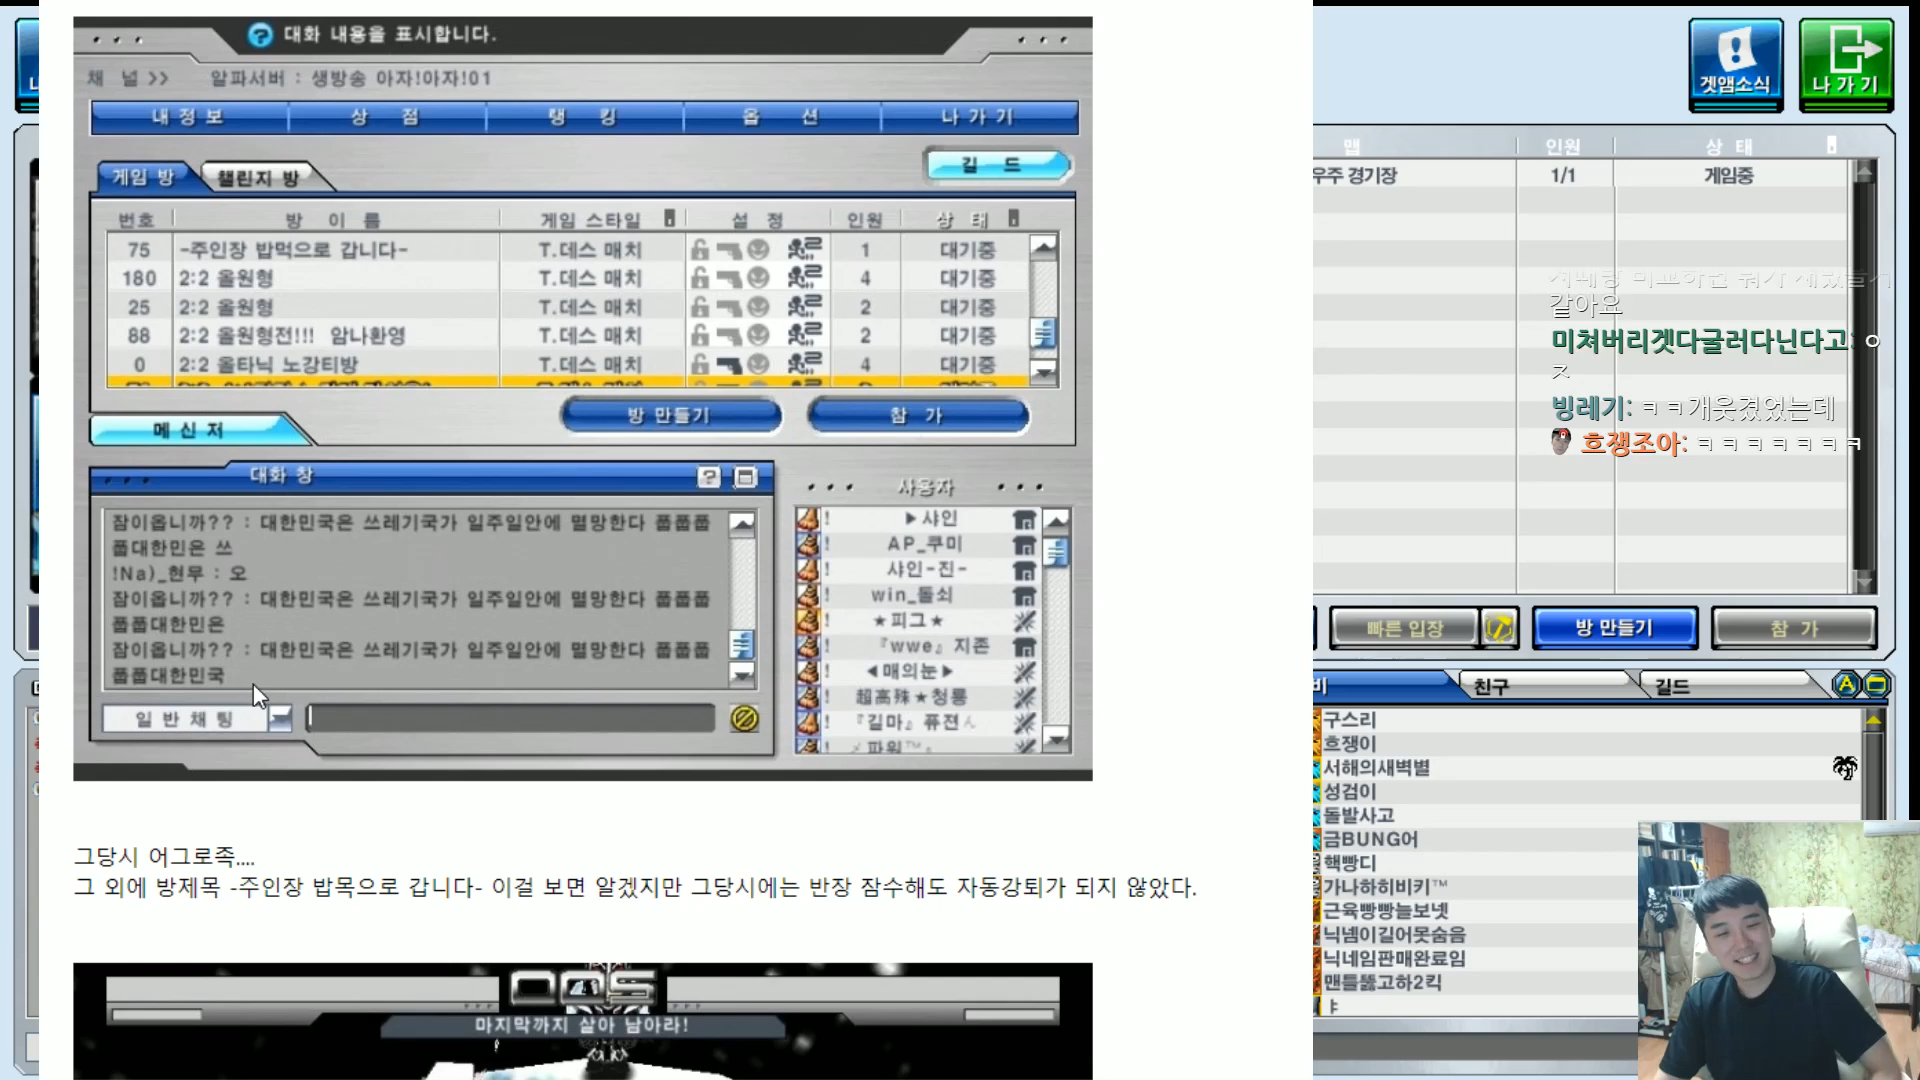 대화 내용을 표시합니다.
채 널 >> 알파서버 : 생방송 아자!아자!01
내 정 보 상 점 랭 킹 옵 션 나 가 기
길 드
게임 방 챌린지 방
번호 방 이 름 게임 스타일 설 정 인원 상 태
75 -주인장 밥먹으로 갑니다- T.데스 매치 1 대기중
180 2:2 올원형 T.데스 매치 4 대기중
25 2:2 올원형 T.데스 매치 2 대기중
88 2:2 올원형전!!! 암나환영 T.데스 매치 2 대기중
0 2:2 올타닉 노강티방 T.데스 매치 4 대기중
방 만들기 참 가
메 신 저
대화 창
잠이옵니까?? : 대한민국은 쓰레기국가 일주일안에 멸망한다 풉풉풉
풉대한민은 쓰
!Na)_현무 : 오
잠이옵니까?? : 대한민국은 쓰레기국가 일주일안에 멸망한다 풉풉풉
풉풉대한민은
잠이옵니까?? : 대한민국은 쓰레기국가 일주일안에 멸망한다 풉풉풉
풉풉대한민국
일 반 채 팅
사용자
▶샤인
AP_쿠미
샤인-진-
win_돌쇠
★피그★
『wwe』지존
◀매의눈▶
超高殊★청룡
『길마』퓨젼ん
그당시 어그로족....
그 외에 방제목 -주인장 밥목으로 갑니다- 이걸 보면 알겠지만 그당시에는 반장 잠수해도 자동강퇴가 되지 않았다.
마지막까지 살아 남아라!
겟앰소식
나 가 기
맵 인원 상 태
우주 경기장 1/1 게임중
같아요
미쳐버리겟다굴러다닌다고: ㅇ
ㅈ
빙레기: ㅋㅋ개웃겼었는데
흐쟁조아: ㅋㅋㅋㅋㅋㅋㅋ
빠른 입장 방 만들기 참 가
비 친구 길드
구스리
흐쟁이
서해의새벽별
성검이
돌발사고
금BUNG어
핵빵디
가나하히비키™
근육빵빵늘보넷
닉넴이길어못숨음
닉네임판매완료임
맨틀뚫고하2킥
ㅑ